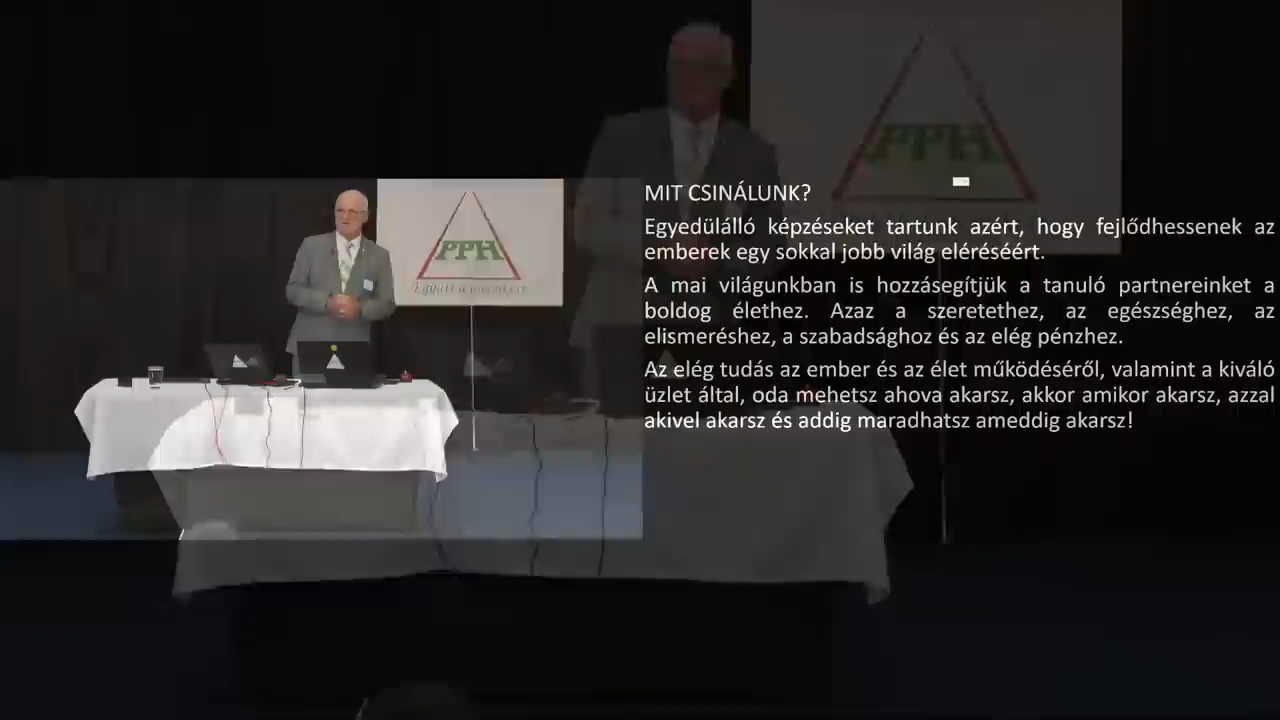 MIT CSINÁLUNK?
Egyedülálló képzéseket tartunk azért, hogy fejlődhessenek az
emberek egy sokkal jobb világ eléréséért.
A mai világunkban is hozzásegítjük a tanuló partnereinket a
boldog élethez. Azaz a szeretethez, az egészséghez, az
elismeréshez, a szabadsághoz és az elég pénzhez.
Az elég tudás az ember és az élet működéséről, valamint a kiváló
üzlet által, oda mehetsz ahova akarsz, akkor amikor akarsz, azzal
akivel akarsz és addig maradhatsz ameddig akarsz!
PPH
PPH